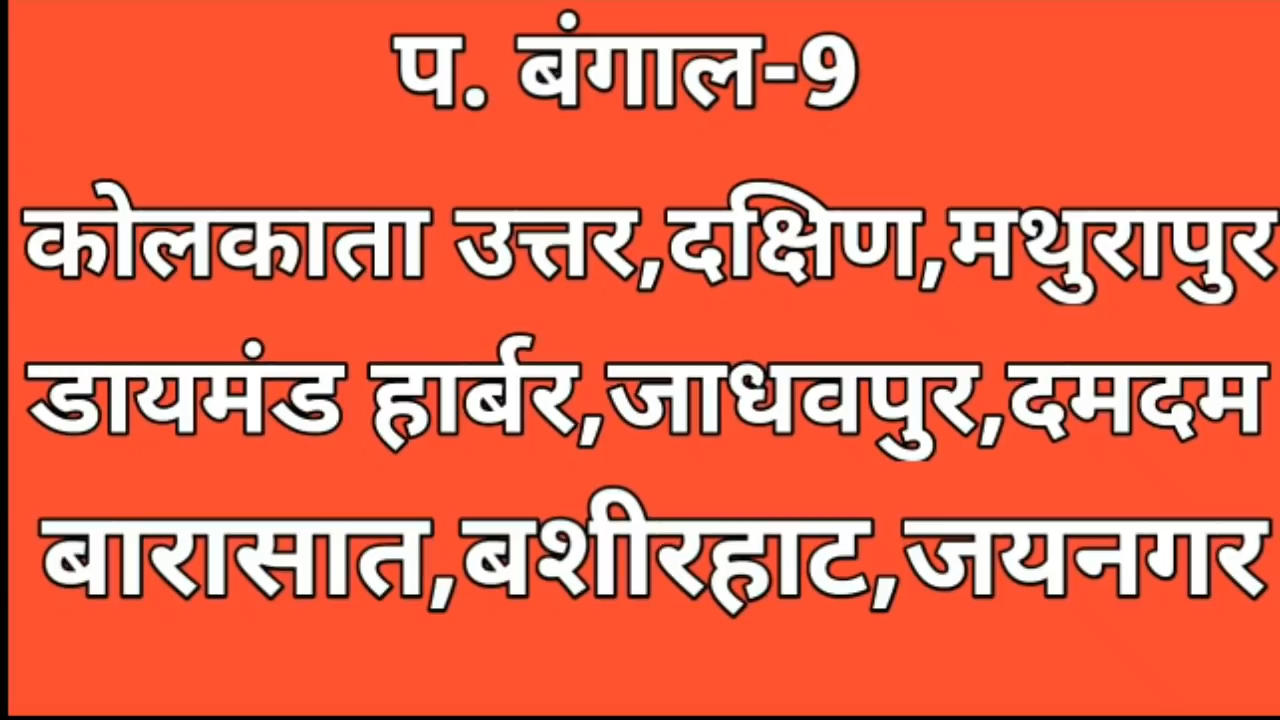 प. बंगाल-9
कोलकाता उत्तर,दक्षिण,मथुरापुर
डायमंड हार्बर,जाधवपुर,दमदम
बारासात,बशीरहाट,जयनगर